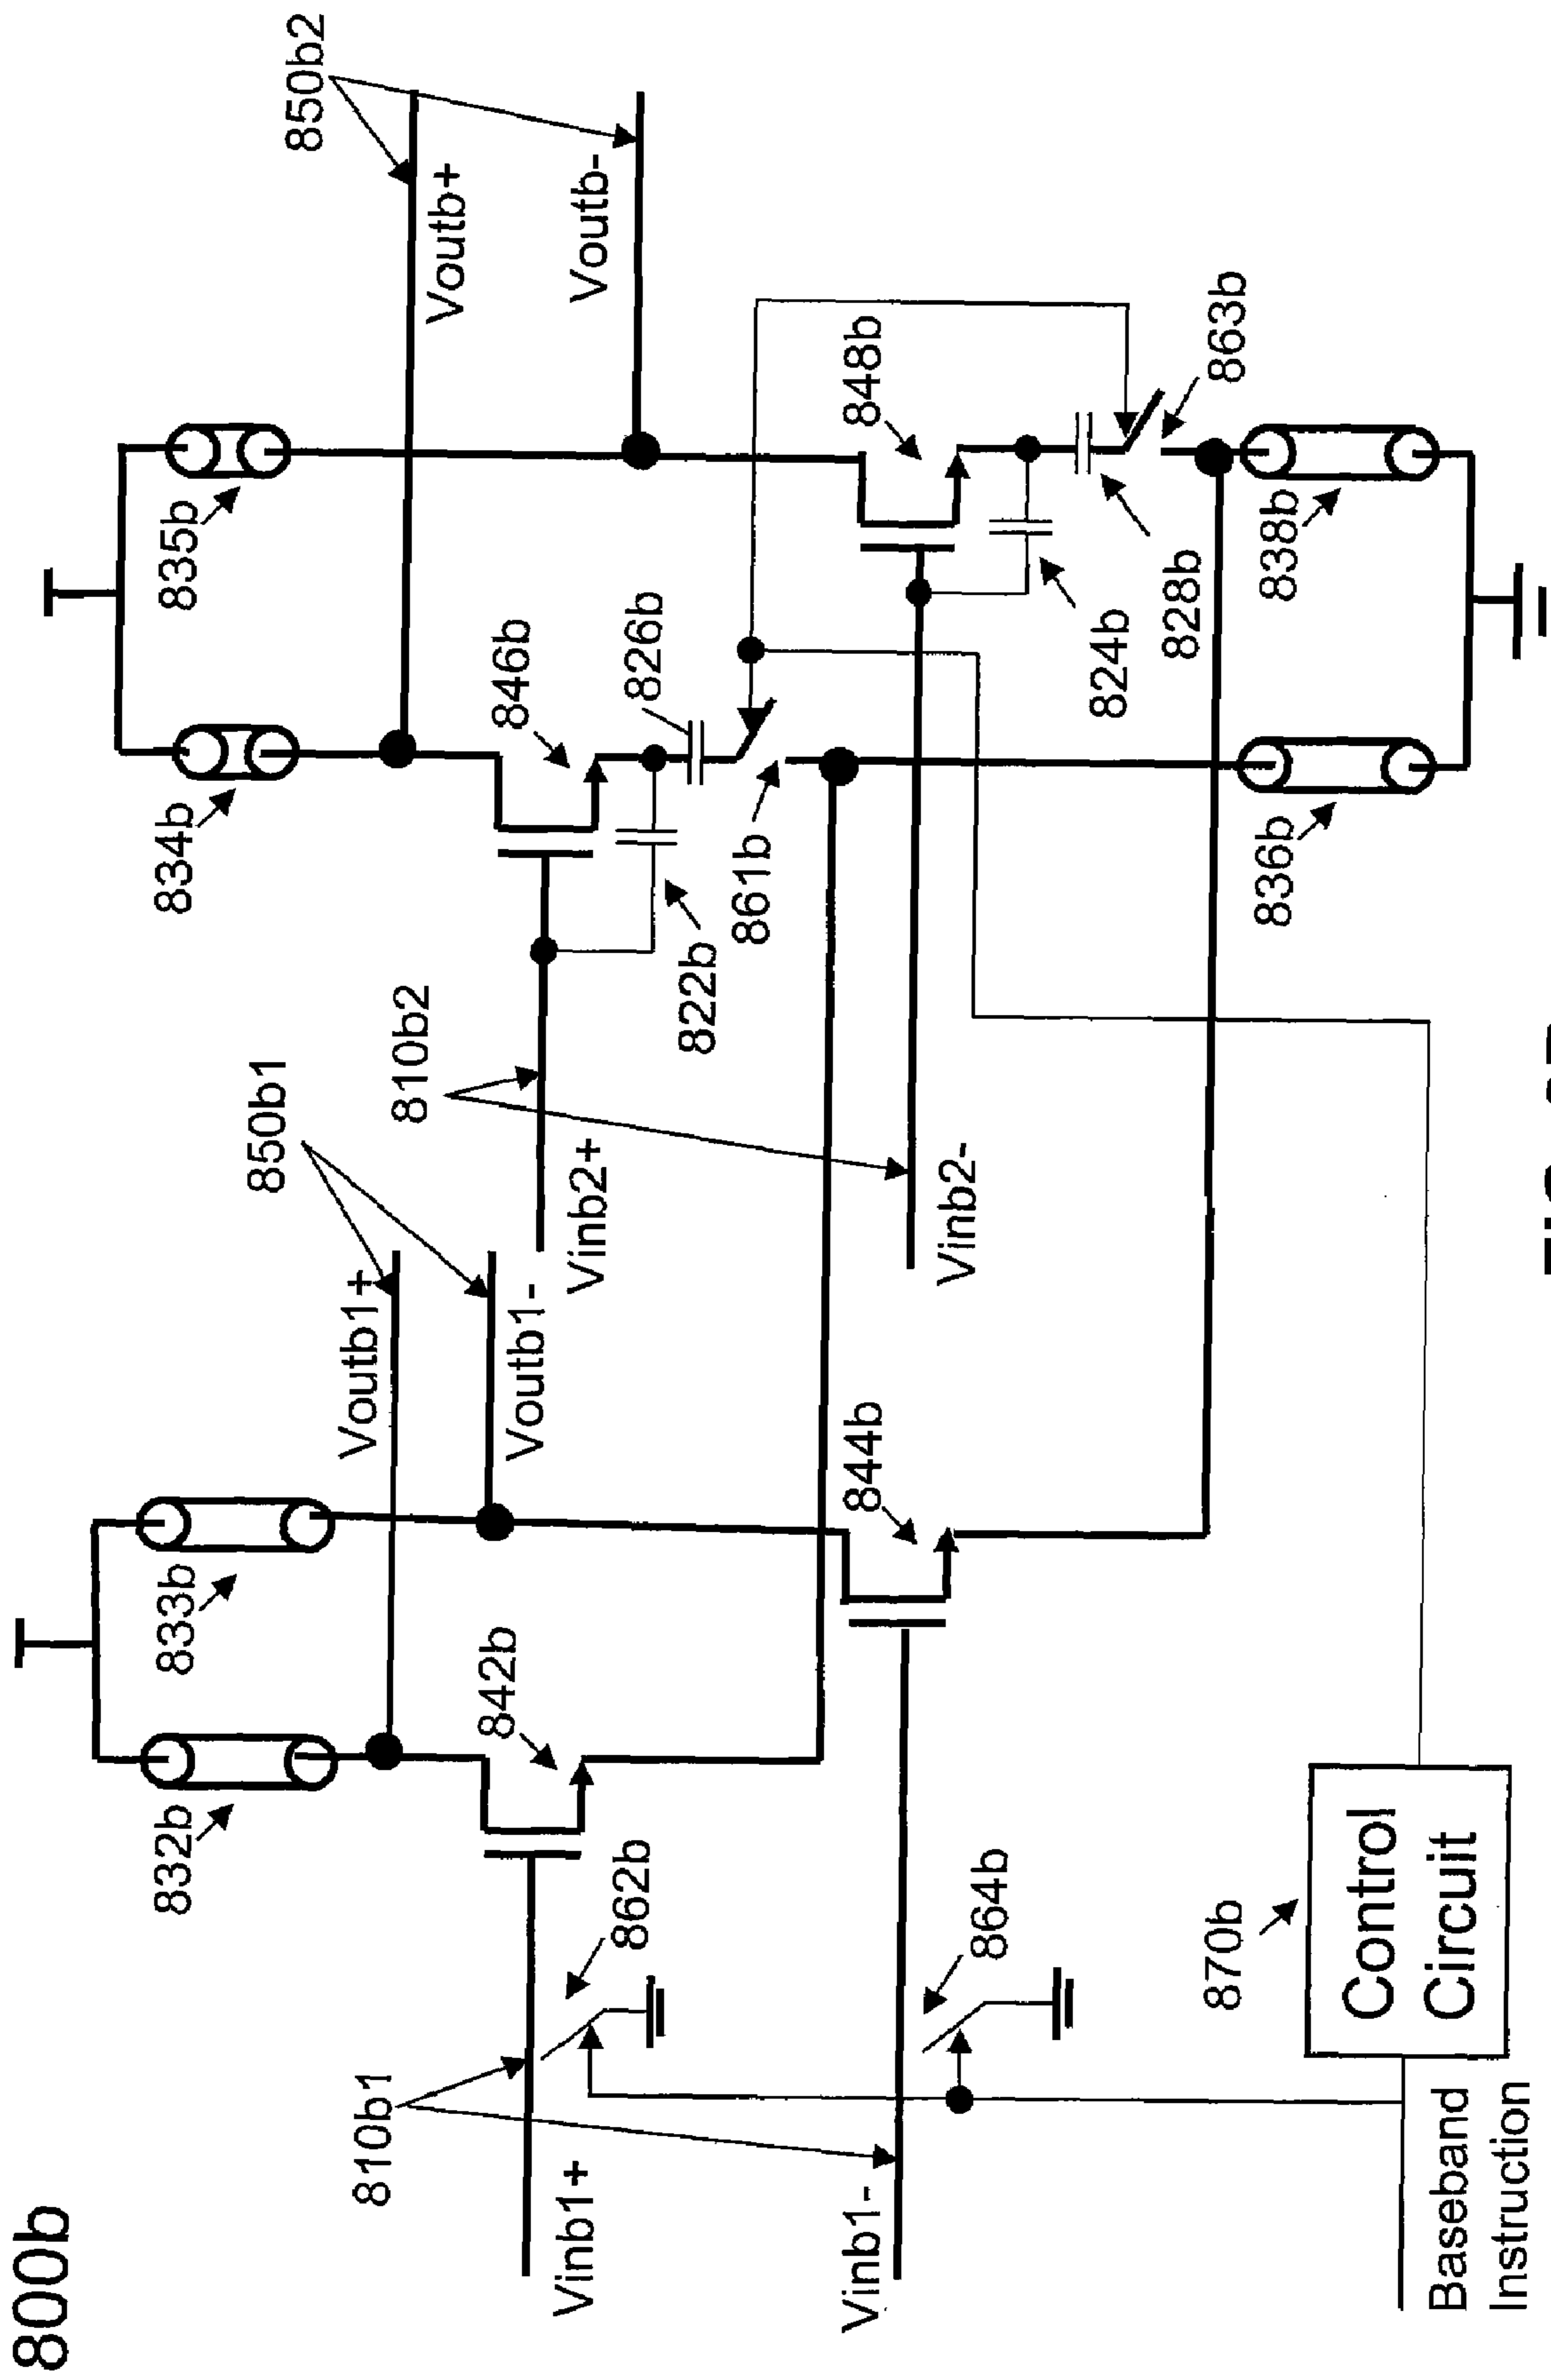 800b
832b
833b
834b
835b
850b2
Voutb+
Voutb-
850b1
Voutb1+
Voutb1-
842b
846b
810b2
Vinb2+
822b
826b
861b
810b1
Vinb1+
862b
844b
848b
Vinb2-
824b
828b
863b
Vinb1-
864b
836b
838b
870b
Control
Circuit
Baseband
Instruction